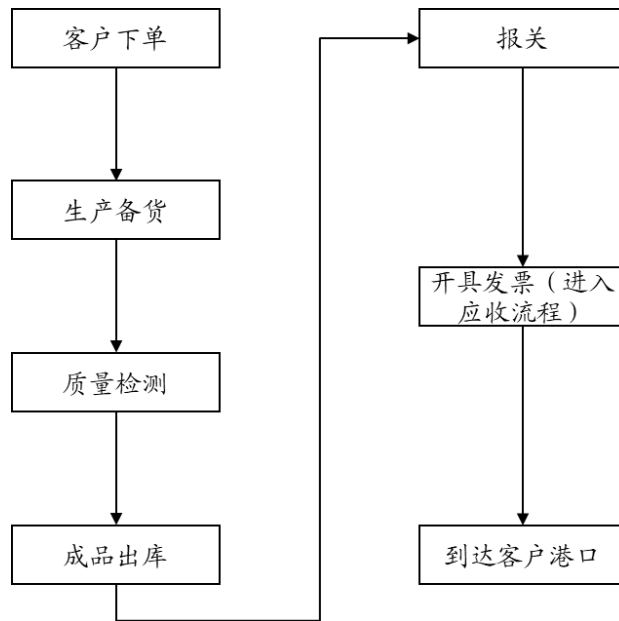 客户下单
生产备货
质量检测
成品出库
报关
开具发票（进入
应收流程）
到达客户港口